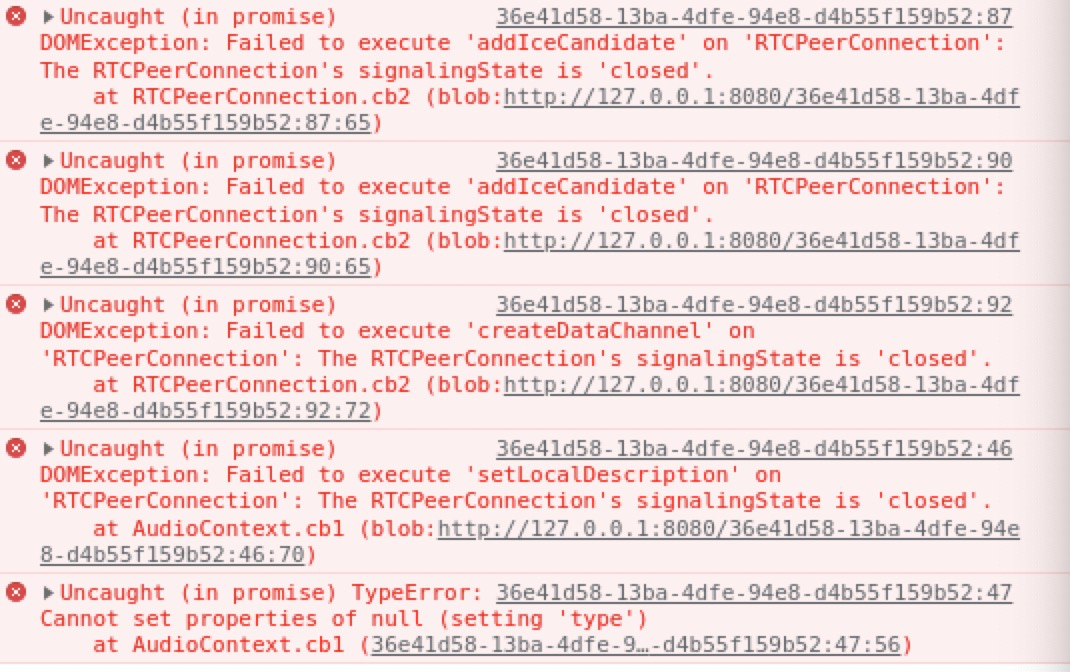 Uncaught (in promise) 36e41d58-13ba-4dfe-94e8-d4b55f159b52:87
DOMException: Failed to execute 'addIceCandidate' on 'RTCPeerConnection':
The RTCPeerConnection's signalingState is 'closed'.
at RTCPeerConnection.cb2 (blob:http://127.0.0.1:8080/36e41d58-13ba-4df
e-94e8-d4b55f159b52:87:65)
Uncaught (in promise) 36e41d58-13ba-4dfe-94e8-d4b55f159b52:90
DOMException: Failed to execute 'addIceCandidate' on 'RTCPeerConnection':
The RTCPeerConnection's signalingState is 'closed'.
at RTCPeerConnection.cb2 (blob:http://127.0.0.1:8080/36e41d58-13ba-4df
e-94e8-d4b55f159b52:90:65)
Uncaught (in promise) 36e41d58-13ba-4dfe-94e8-d4b55f159b52:92
DOMException: Failed to execute 'createDataChannel' on
'RTCPeerConnection': The RTCPeerConnection's signalingState is 'closed'.
at RTCPeerConnection.cb2 (blob:http://127.0.0.1:8080/36e41d58-13ba-4df
e-94e8-d4b55f159b52:92:72)
Uncaught (in promise) 36e41d58-13ba-4dfe-94e8-d4b55f159b52:46
DOMException: Failed to execute 'setLocalDescription' on
'RTCPeerConnection': The RTCPeerConnection's signalingState is 'closed'.
at AudioContext.cb1 (blob:http://127.0.0.1:8080/36e41d58-13ba-4dfe-94e
8-d4b55f159b52:46:70)
Uncaught (in promise) TypeError: 36e41d58-13ba-4dfe-94e8-d4b55f159b52:47
Cannot set properties of null (setting 'type')
at AudioContext.cb1 (36e41d58-13ba-4dfe-9…-d4b55f159b52:47:56)